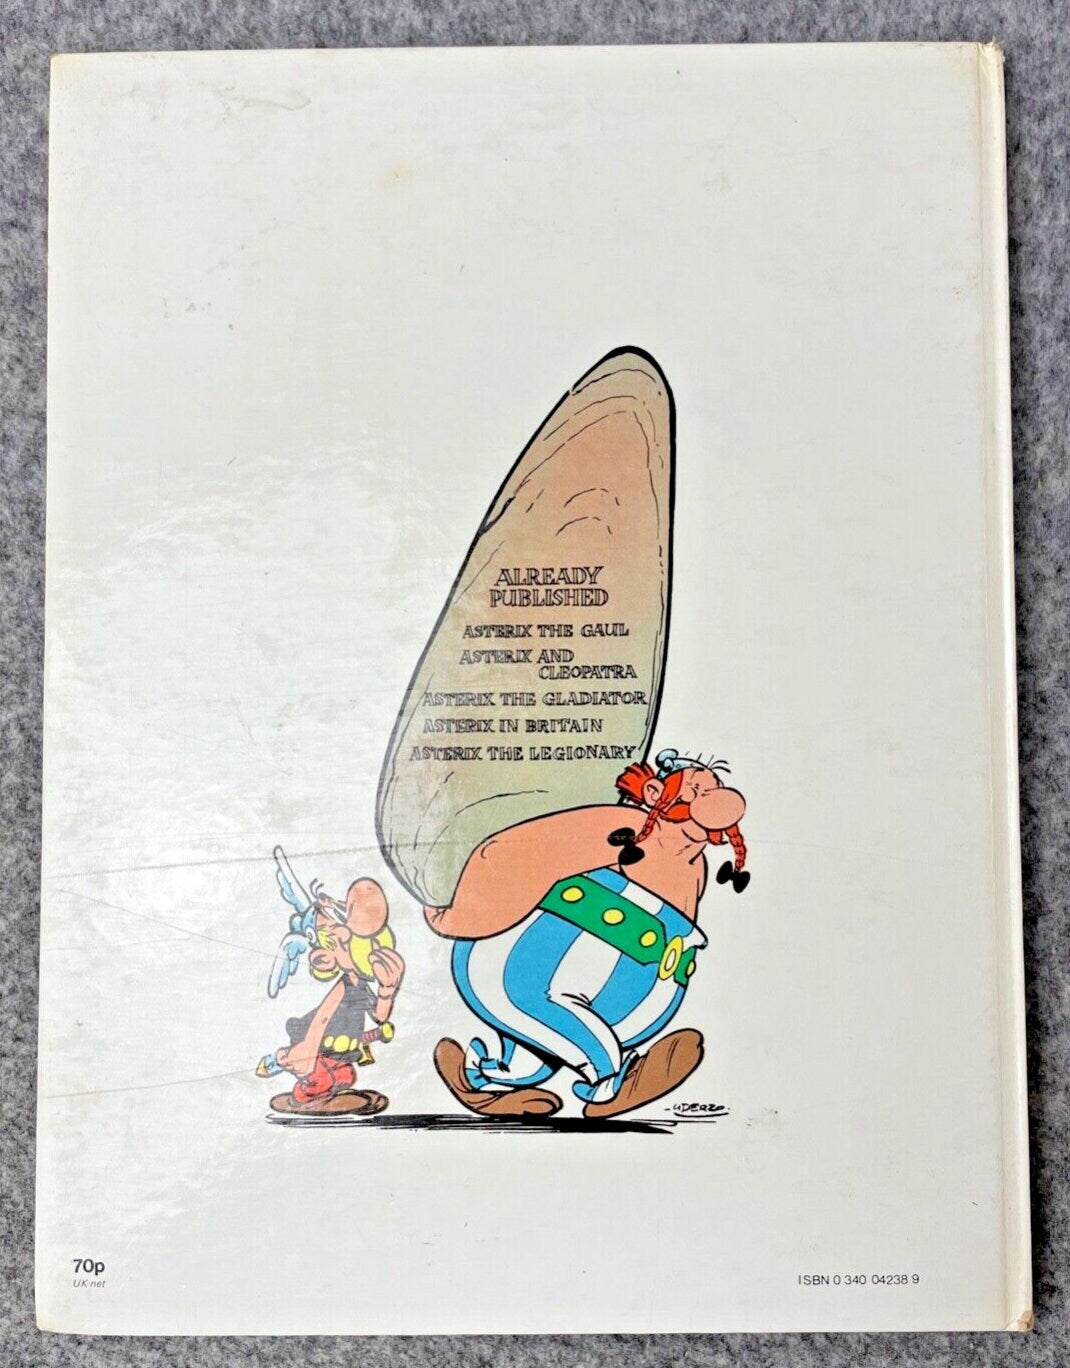 ALREADY
PUBLISHED
ASTERIX THE GAUL
ASTERIX AND
CLEOPATRA
ASTERIX THE GLADIATOR
ASTERIX IN BRITAIN
ASTERIX THE LEGIONARY
-UDERZO-
70p
UK net
ISBN 0 340 04238 9